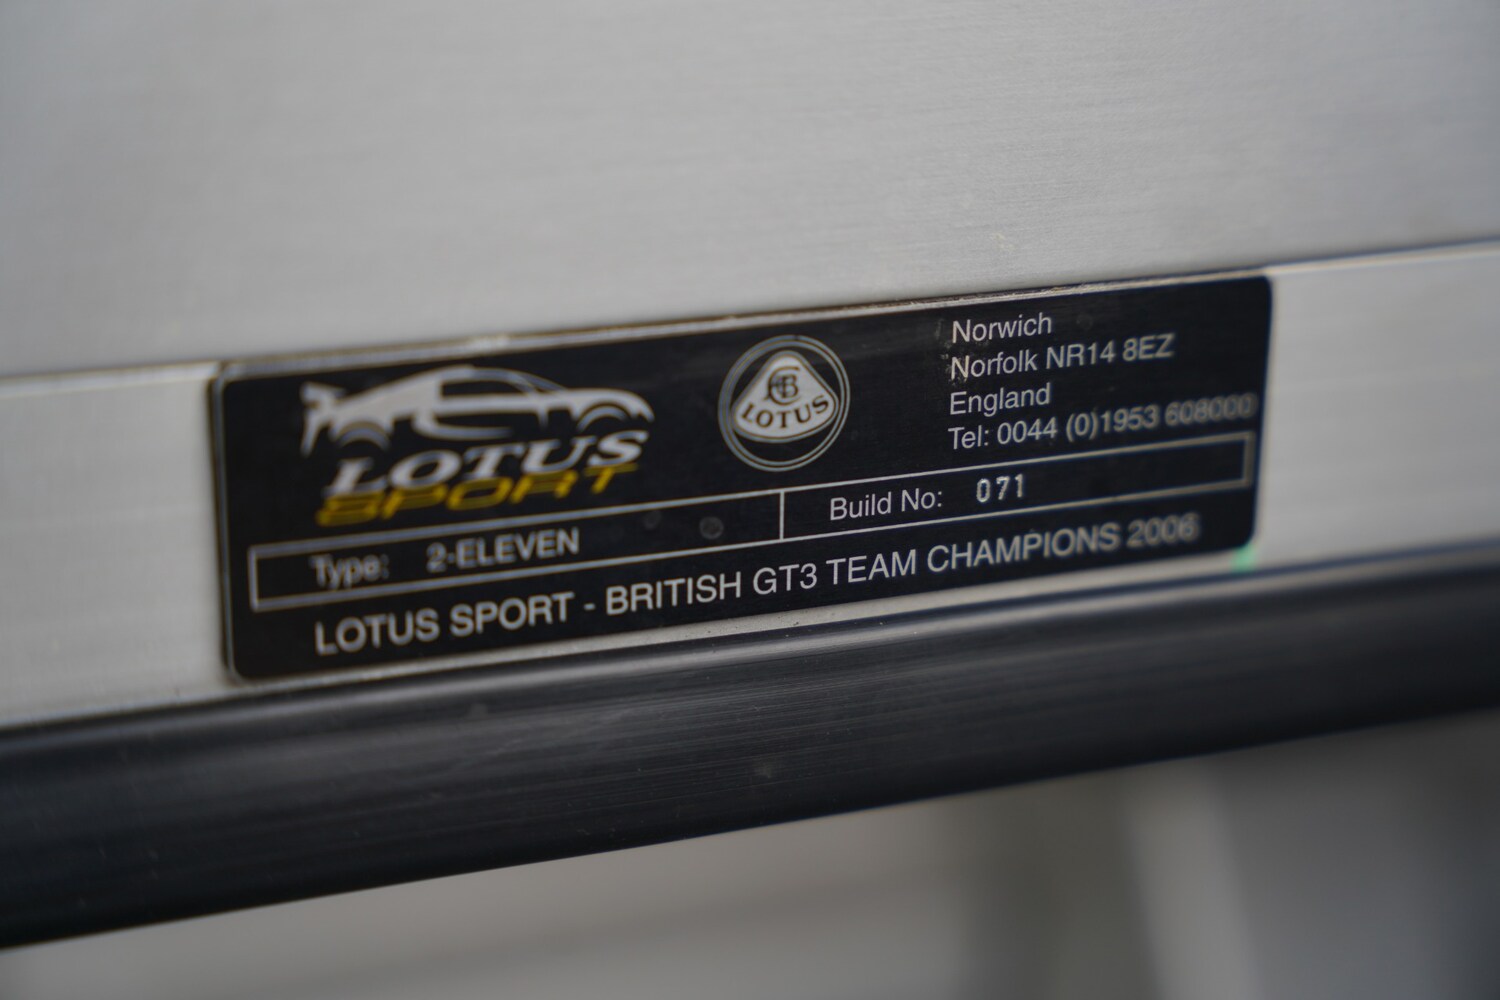 LOTUS
SPORT
LOTUS
Norwich
Norfolk NR14 8EZ
England
Tel: 0044 (0)1953 608000
Type: 2-ELEVEN
Build No: 071
LOTUS SPORT - BRITISH GT3 TEAM CHAMPIONS 2006